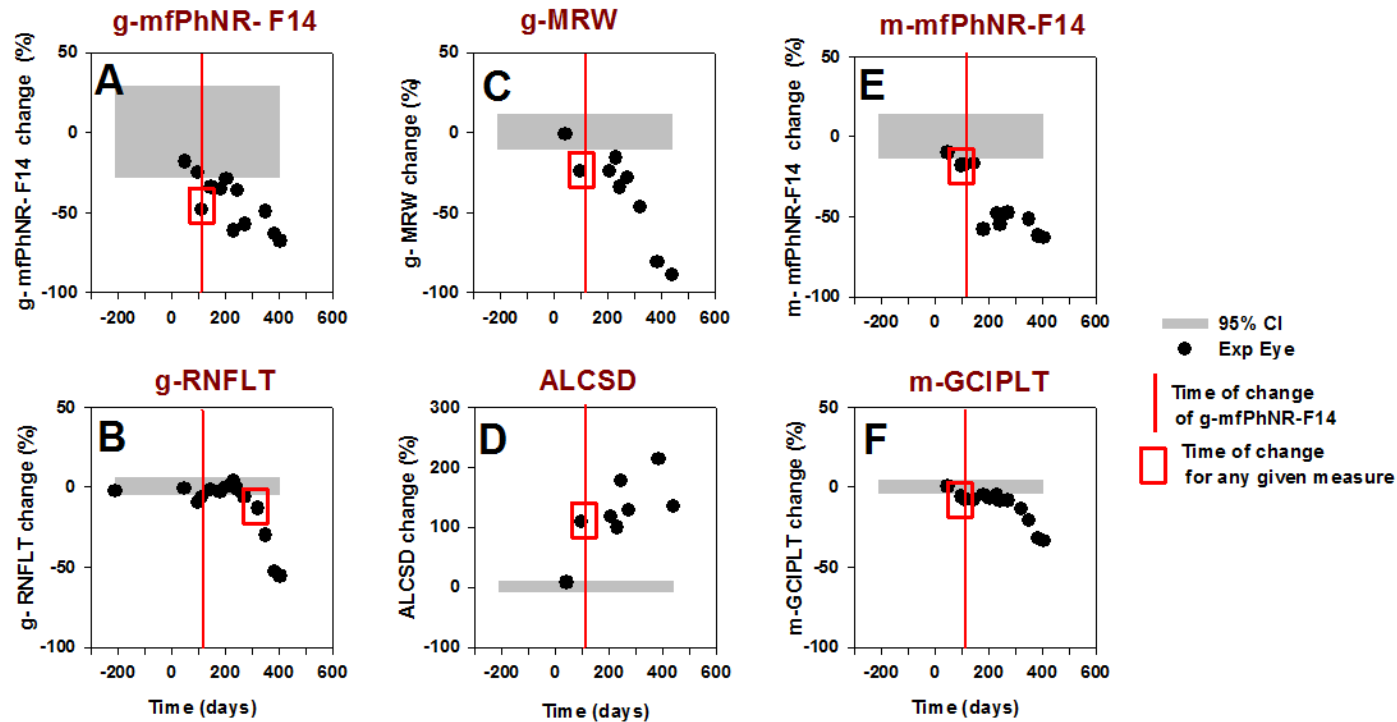 g-mfPhNR- F14
g-mfPhNR- F14 change (%)
A
50
0
-50
-100
-200 0 200 400 600
g-MRW
g- MRW change (%)
C
50
0
-50
-100
-200 0 200 400 600
m-mfPhNR-F14
m- mfPhNR-F14 change (%)
E
50
0
-50
-100
-200 0 200 400 600
g-RNFLT
g- RNFLT change (%)
B
50
0
-50
-100
-200 0 200 400 600
Time (days)
ALCSD
ALCSD change (%)
D
300
200
100
0
-100
-200 0 200 400 600
Time (days)
m-GCIPLT
m-GCIPLT change (%)
F
50
0
-50
-100
-200 0 200 400 600
Time (days)
95% CI
Exp Eye
Time of change
of g-mfPhNR-F14
Time of change
for any given measure